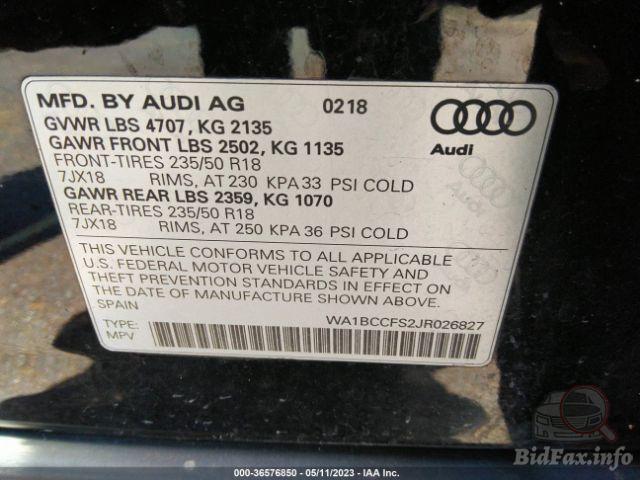 MFD. BY AUDI AG 0218
GVWR LBS 4707, KG 2135
GAWR FRONT LBS 2502, KG 1135
FRONT-TIRES 235/50 R18
7JX18 RIMS, AT 230 KPA 33 PSI COLD
GAWR REAR LBS 2359, KG 1070
REAR-TIRES 235/50 R18
7JX18 RIMS, AT 250 KPA 36 PSI COLD
Audi
THIS VEHICLE CONFORMS TO ALL APPLICABLE
U.S. FEDERAL MOTOR VEHICLE SAFETY AND
THEFT PREVENTION STANDARDS IN EFFECT ON
THE DATE OF MANUFACTURE SHOWN ABOVE.
SPAIN
WA1BCCFS2JR026827
TYPE:
MPV
000-36576850 - 05/11/2023 - IAA Inc.
BidFax.info